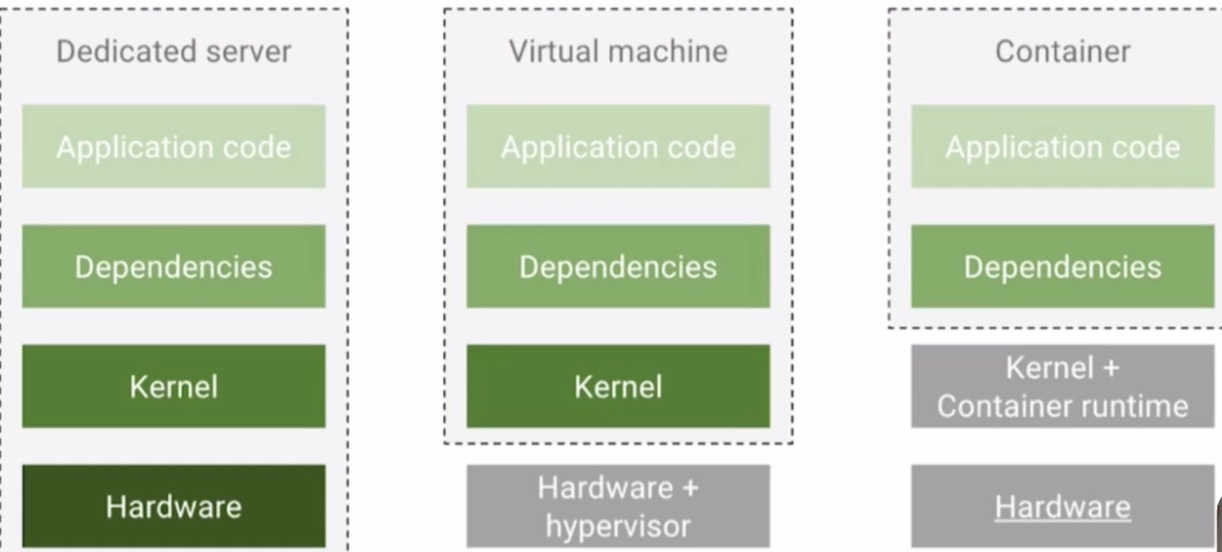 Dedicated server
Application code
Dependencies
Kernel
Hardware
Virtual machine
Application code
Dependencies
Kernel
Hardware +
hypervisor
Container
Application code
Dependencies
Kernel +
Container runtime
Hardware